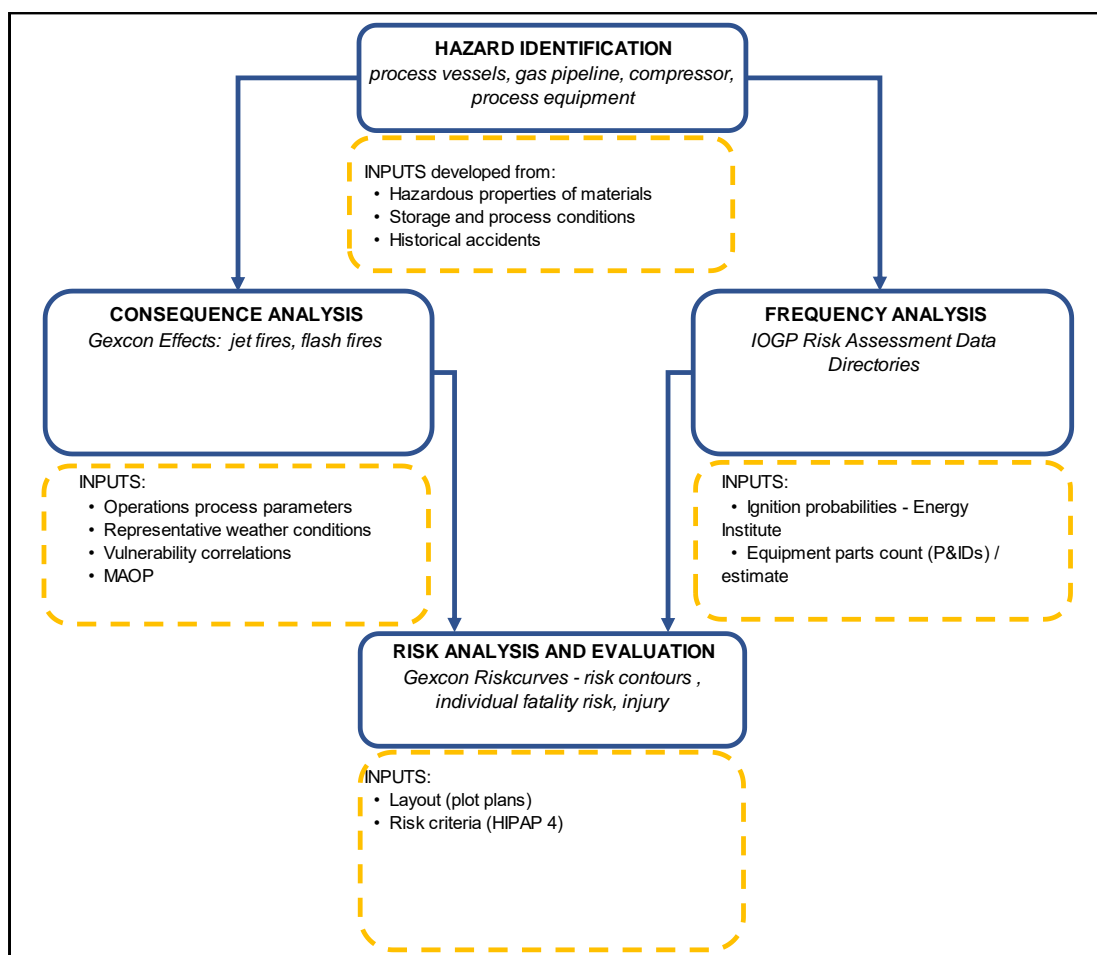 HAZARD IDENTIFICATION
process vessels, gas pipeline, compressor,
process equipment
INPUTS developed from:
• Hazardous properties of materials
• Storage and process conditions
• Historical accidents
CONSEQUENCE ANALYSIS
Gexcon Effects:  jet fires, flash fires
FREQUENCY ANALYSIS
IOGP Risk Assessment Data
Directories
INPUTS:
• Operations process parameters
• Representative weather conditions
• Vulnerability correlations
• MAOP
INPUTS:
• Ignition probabilities - Energy
Institute
• Equipment parts count (P&IDs) /
estimate
RISK ANALYSIS AND EVALUATION
Gexcon Riskcurves - risk contours ,
individual fatality risk, injury
INPUTS:
• Layout (plot plans)
• Risk criteria (HIPAP 4)